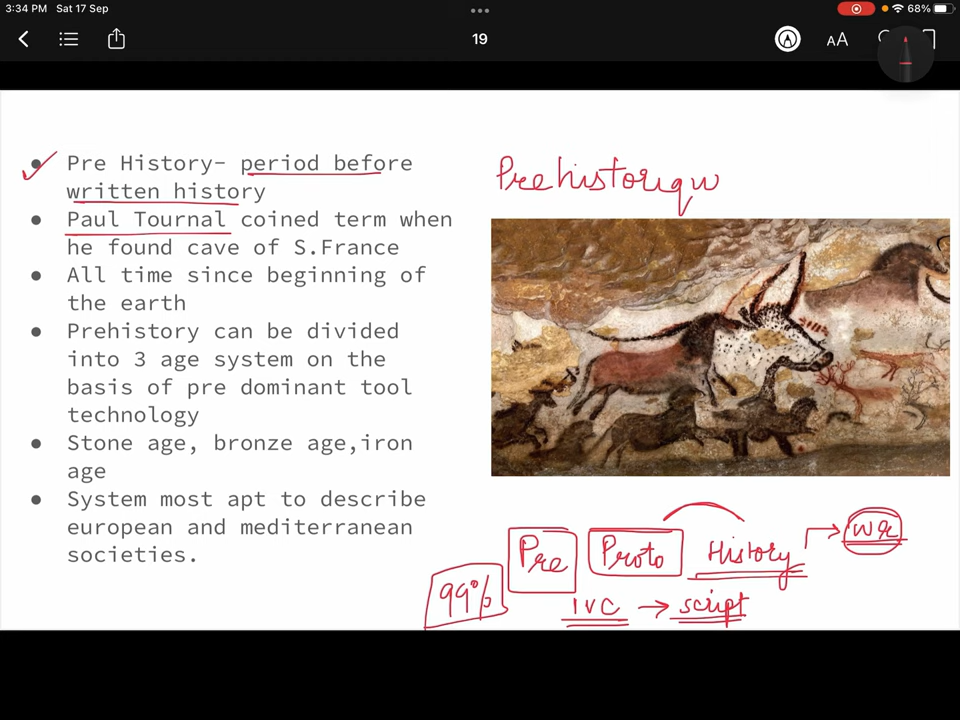 3:34 PM Sat 17 Sep
68%
19
AA
• Pre History- period before
written history
• Paul Tournal coined term when
he found cave of S.France
• All time since beginning of
the earth
• Prehistory can be divided
into 3 age system on the
basis of pre dominant tool
technology
• Stone age, bronze age,iron
age
• System most apt to describe
european and mediterranean
societies.
Prehistoriqw
Pre Proto History →
99%
IVC → script